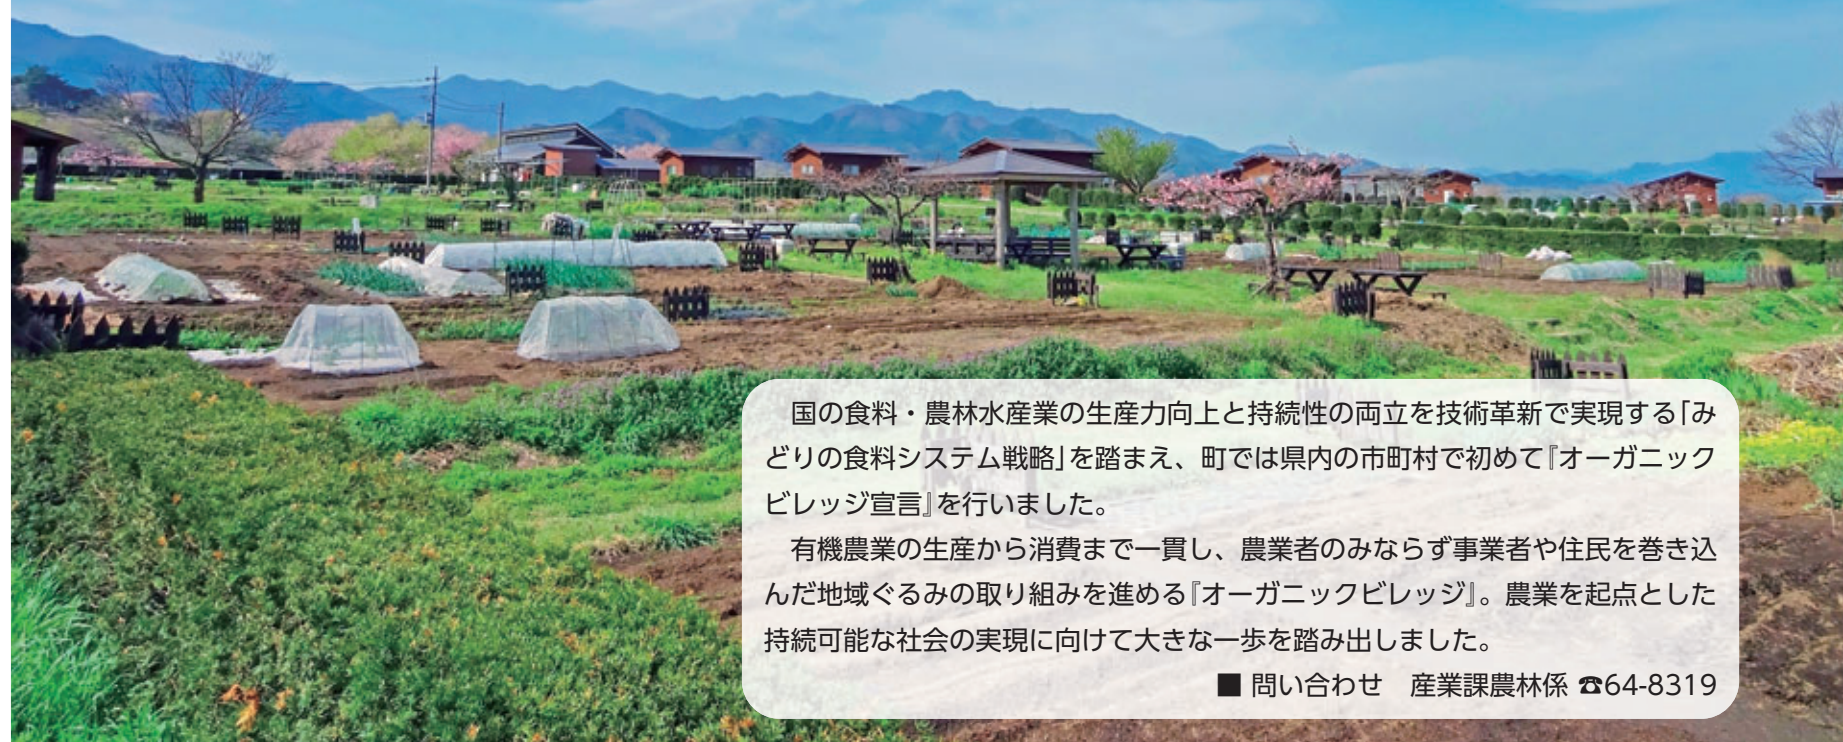 国の食料・農林水産業の生産力向上と持続性の両立を技術革新で実現する「み
どりの食料システム戦略」を踏まえ、町では県内の市町村で初めて『オーガニック
ビレッジ宣言』を行いました。
有機農業の生産から消費まで一貫し、農業者のみならず事業者や住民を巻き込
んだ地域ぐるみの取り組みを進める『オーガニックビレッジ』。農業を起点とした
持続可能な社会の実現に向けて大きな一歩を踏み出しました。
■ 問い合わせ　産業課農林係 ☎64-8319